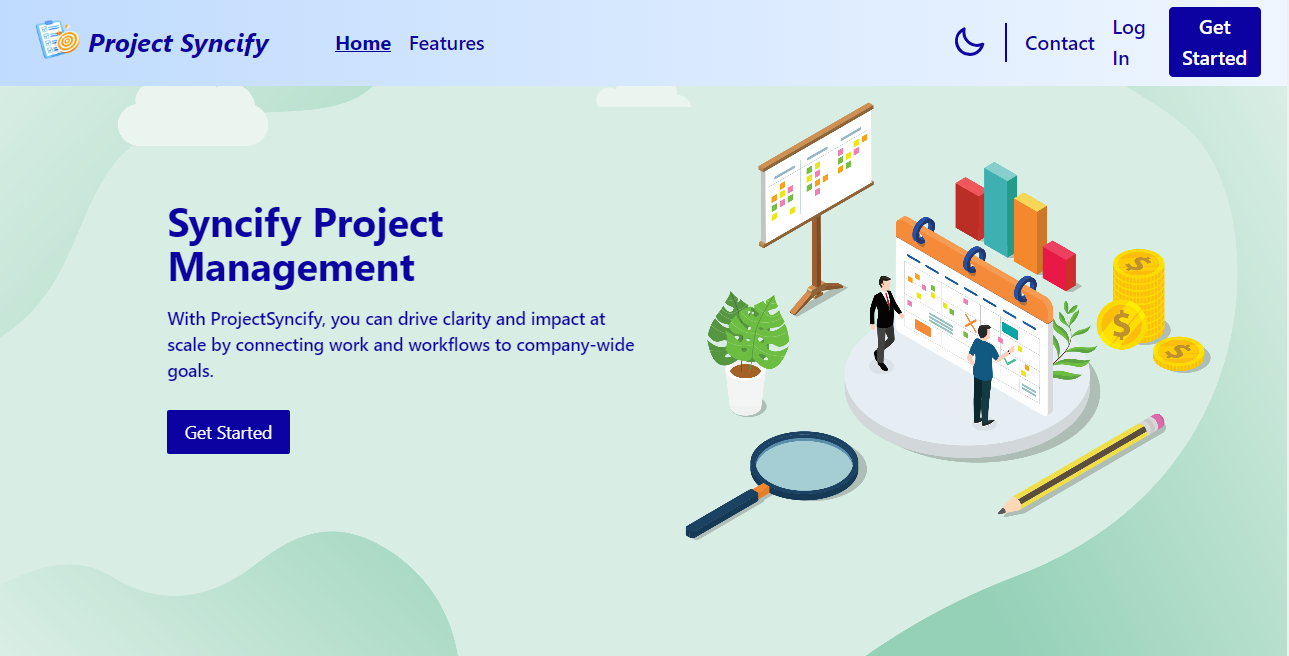 Project Syncify
Home
Features
Contact
Log
In
Get
Started
Syncify Project
Management
With ProjectSyncify, you can drive clarity and impact at
scale by connecting work and workflows to company-wide
goals.
Get Started
$
$
$